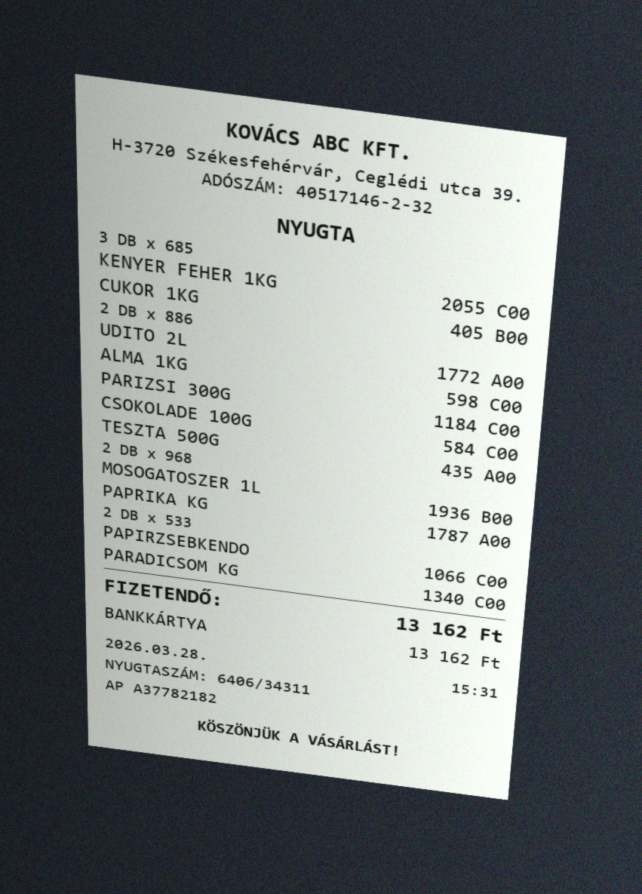 KOVÁCS ABC KFT.
H-3720 Székesfehérvár, Ceglédi utca 39.
ADÓSZÁM: 40517146-2-32
NYUGTA
3 DB x 685
KENYER FEHER 1KG 2055 C00
CUKOR 1KG 405 B00
2 DB x 886
UDITO 2L 1772 A00
ALMA 1KG 598 C00
PARIZSI 300G 1184 C00
CSOKOLADE 100G 584 C00
TESZTA 500G 435 A00
2 DB x 968
MOSOGATOSZER 1L 1936 B00
PAPRIKA KG 1787 A00
2 DB x 533
PAPIRZSEBKENDO 1066 C00
PARADICSOM KG 1340 C00
FIZETENDŐ: 13 162 Ft
BANKKÁRTYA 13 162 Ft
2026.03.28. 15:31
NYUGTASZÁM: 6406/34311
AP A37782182
KÖSZÖNJÜK A VÁSÁRLÁST!